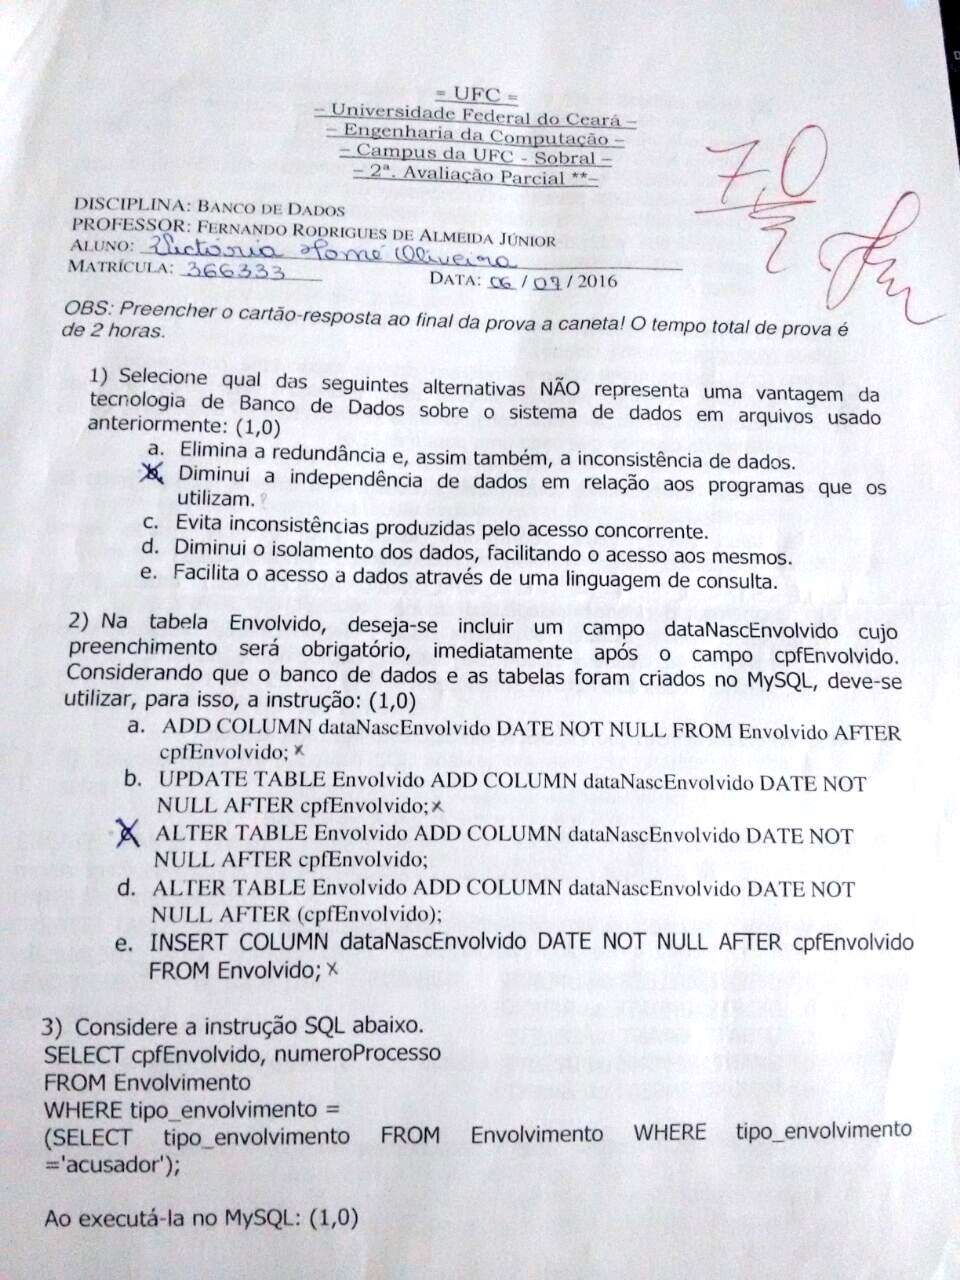 = UFC =
– Universidade Federal do Ceará –
– Engenharia da Computação –
– Campus da UFC - Sobral –
– 2ª. Avaliação Parcial **–
7,0
DISCIPLINA: BANCO DE DADOS
PROFESSOR: FERNANDO RODRIGUES DE ALMEIDA JÚNIOR
ALUNO: Victória Tomé Oliveira
MATRÍCULA: 366333 DATA: 06 / 07 / 2016
OBS: Preencher o cartão-resposta ao final da prova a caneta! O tempo total de prova é
de 2 horas.
1) Selecione qual das seguintes alternativas NÃO representa uma vantagem da
tecnologia de Banco de Dados sobre o sistema de dados em arquivos usado
anteriormente: (1,0)
a. Elimina a redundância e, assim também, a inconsistência de dados.
b. Diminui a independência de dados em relação aos programas que os
utilizam. ?
c. Evita inconsistências produzidas pelo acesso concorrente.
d. Diminui o isolamento dos dados, facilitando o acesso aos mesmos.
e. Facilita o acesso a dados através de uma linguagem de consulta.
2) Na tabela Envolvido, deseja-se incluir um campo dataNascEnvolvido cujo
preenchimento será obrigatório, imediatamente após o campo cpfEnvolvido.
Considerando que o banco de dados e as tabelas foram criados no MySQL, deve-se
utilizar, para isso, a instrução: (1,0)
a. ADD COLUMN dataNascEnvolvido DATE NOT NULL FROM Envolvido AFTER
cpfEnvolvido; x
b. UPDATE TABLE Envolvido ADD COLUMN dataNascEnvolvido DATE NOT
NULL AFTER cpfEnvolvido; x
c. ALTER TABLE Envolvido ADD COLUMN dataNascEnvolvido DATE NOT
NULL AFTER cpfEnvolvido;
d. ALTER TABLE Envolvido ADD COLUMN dataNascEnvolvido DATE NOT
NULL AFTER (cpfEnvolvido);
e. INSERT COLUMN dataNascEnvolvido DATE NOT NULL AFTER cpfEnvolvido
FROM Envolvido; x
3) Considere a instrução SQL abaixo.
SELECT cpfEnvolvido, numeroProcesso
FROM Envolvimento
WHERE tipo_envolvimento =
(SELECT tipo_envolvimento FROM Envolvimento WHERE tipo_envolvimento
='acusador');
Ao executá-la no MySQL: (1,0)